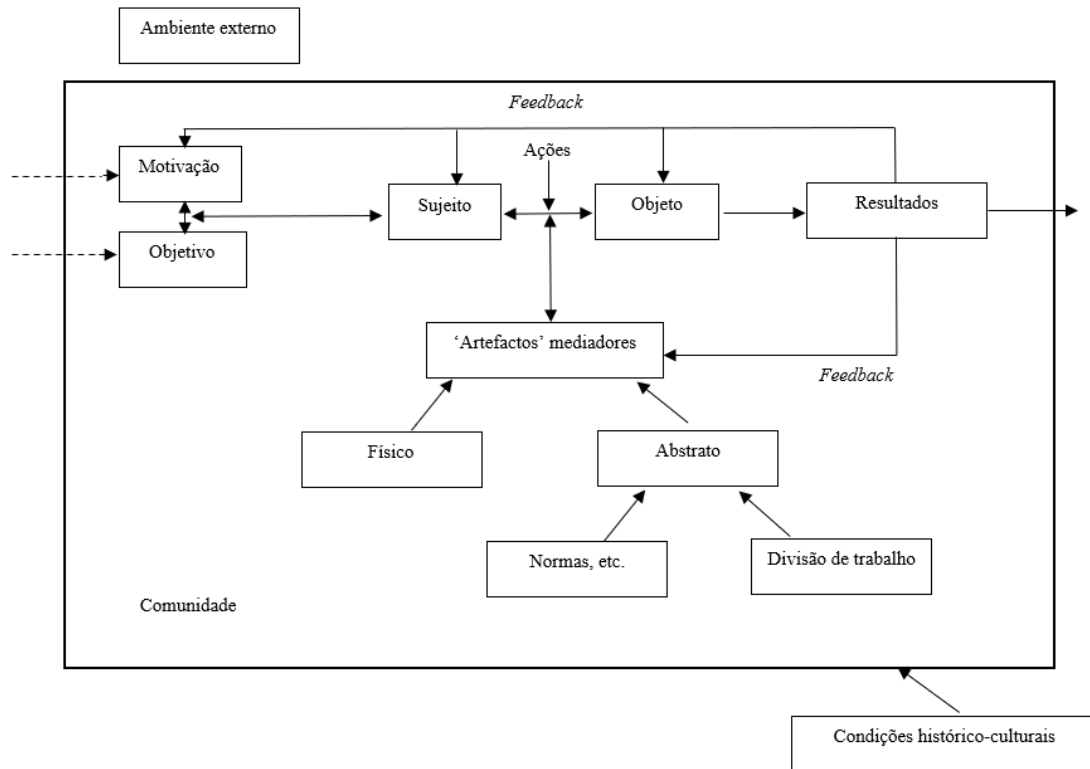 Ambiente externo
Feedback
Ações
Motivação
Sujeito
Objeto
Resultados
Objetivo
‘Artefactos’ mediadores
Feedback
Físico
Abstrato
Normas, etc.
Divisão de trabalho
Comunidade
Condições histórico-culturais